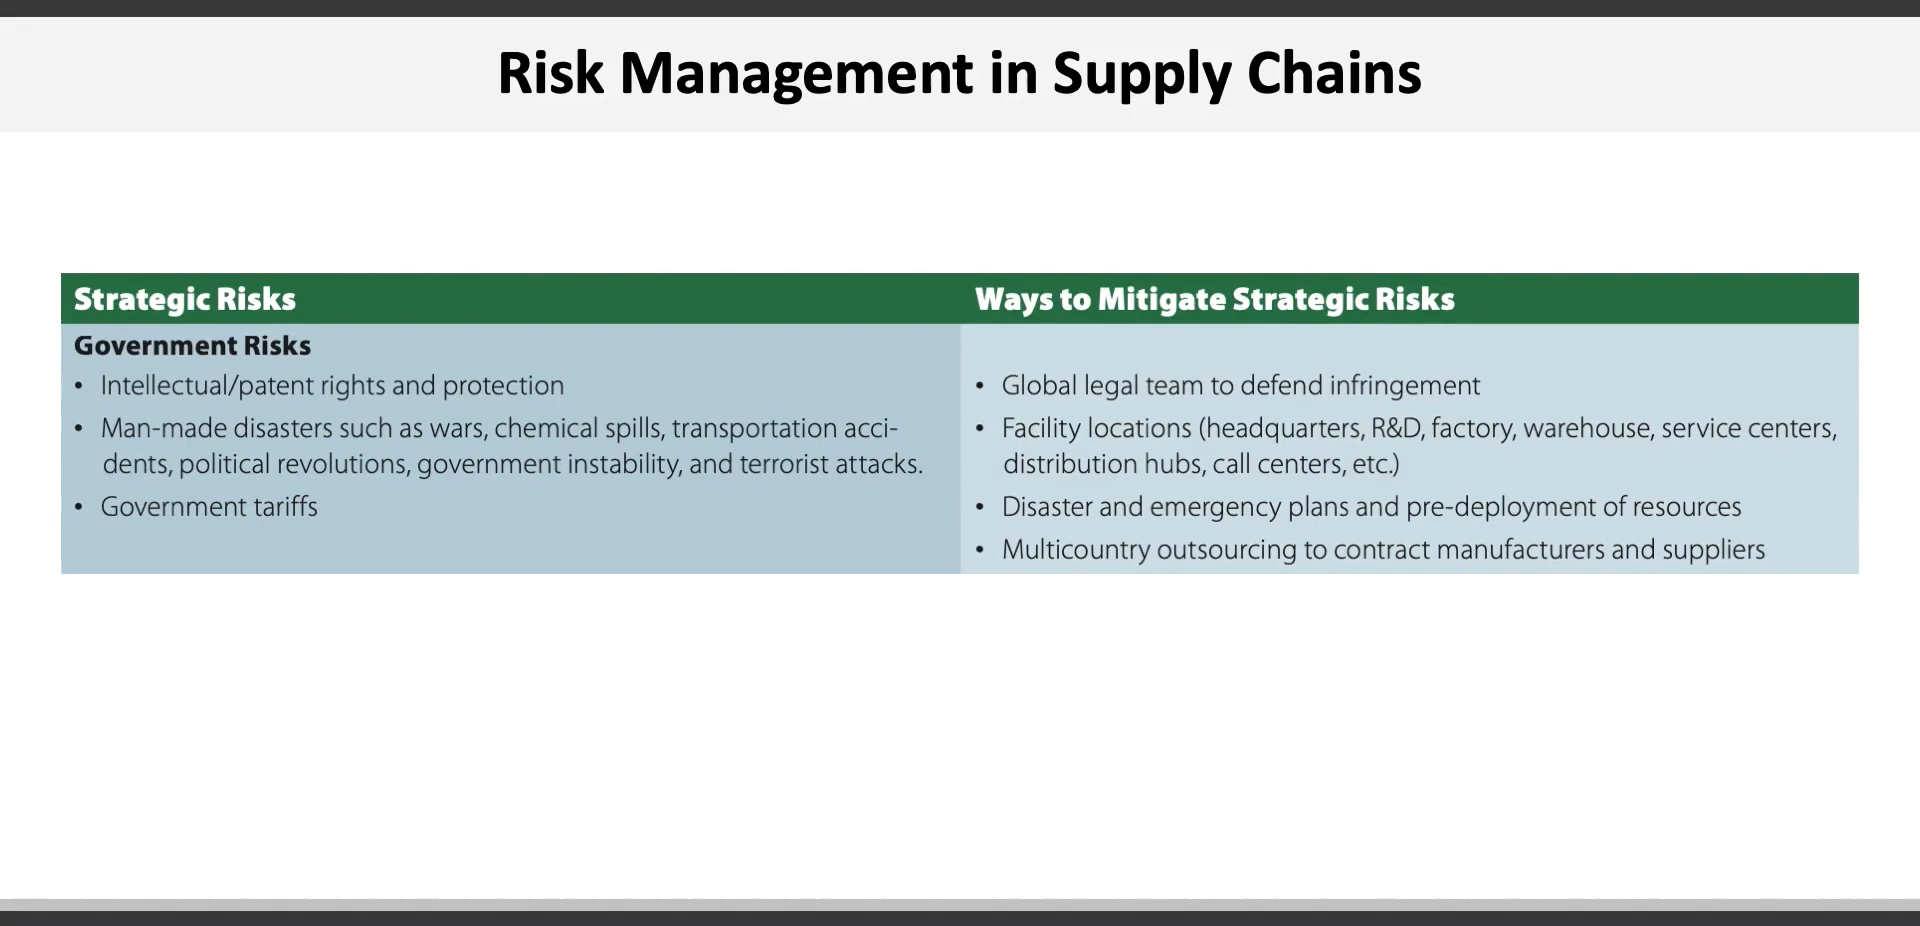 Risk Management in Supply Chains
Strategic Risks
Ways to Mitigate Strategic Risks
Government Risks
• Intellectual/patent rights and protection
• Man-made disasters such as wars, chemical spills, transportation acci-
dents, political revolutions, government instability, and terrorist attacks.
• Government tariffs
• Global legal team to defend infringement
• Facility locations (headquarters, R&D, factory, warehouse, service centers,
distribution hubs, call centers, etc.)
• Disaster and emergency plans and pre-deployment of resources
• Multicountry outsourcing to contract manufacturers and suppliers